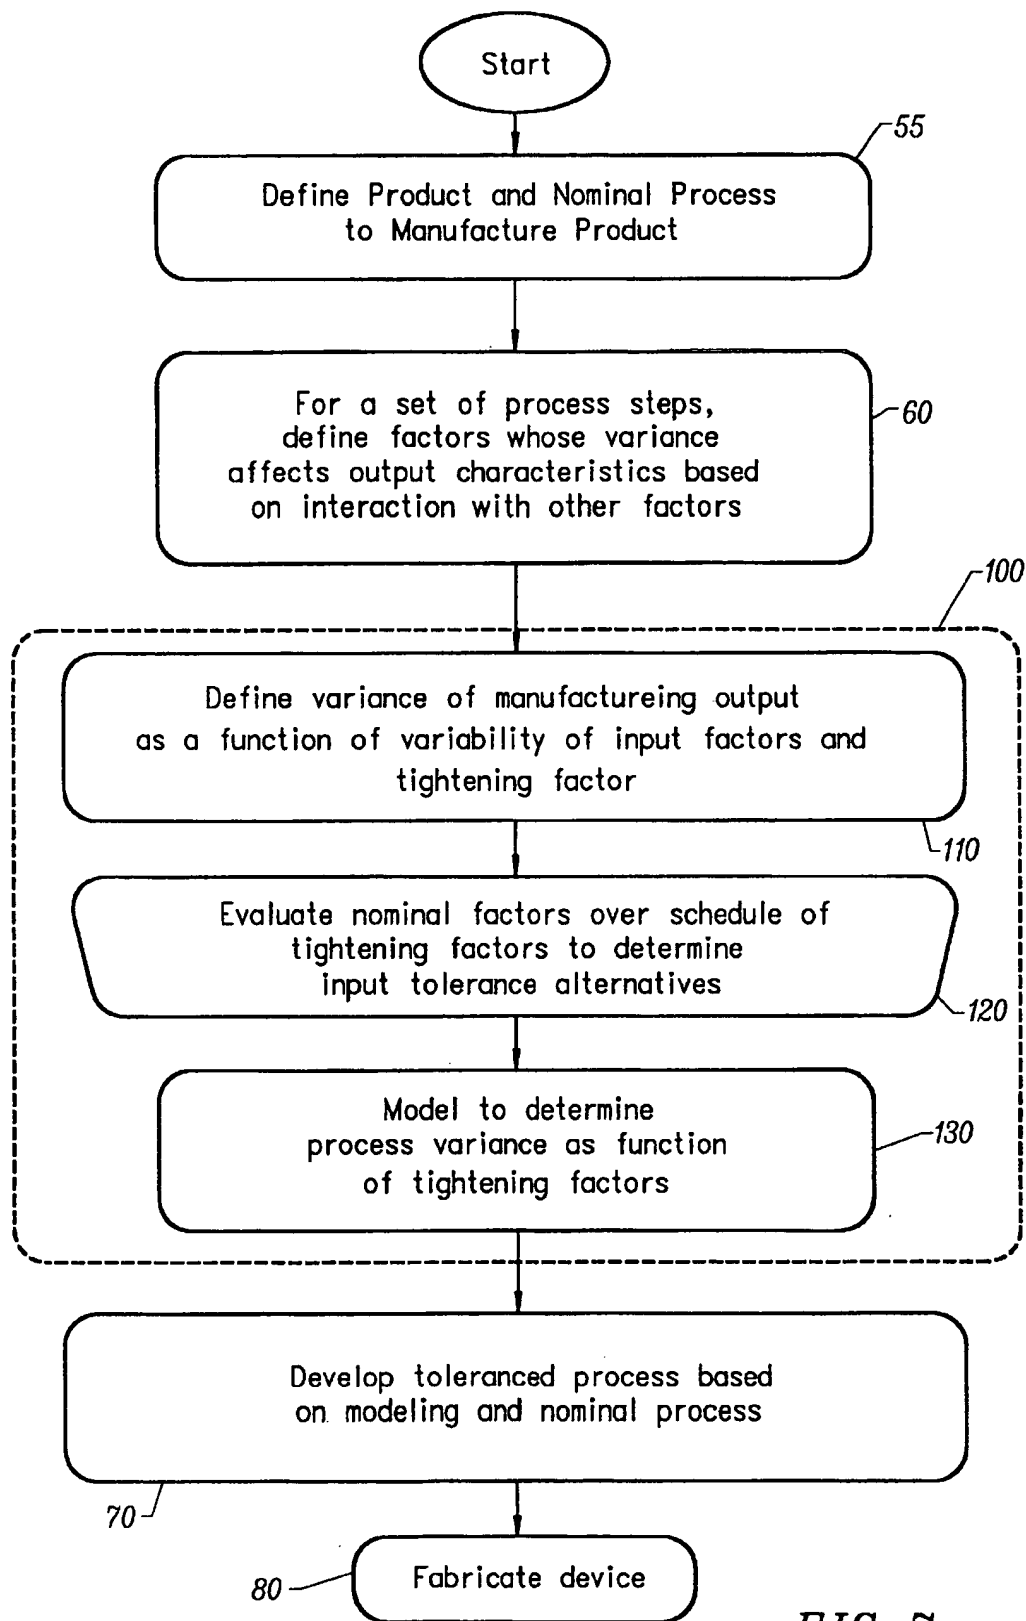 Start
55
Define Product and Nominal Process
to Manufacture Product
For a set of process steps,
define factors whose variance
affects output characteristics based
on interaction with other factors
60
100
Define variance of manufactureing output
as a function of variability of input factors and
tightening factor
110
Evaluate nominal factors over schedule of
tightening factors to determine
input tolerance alternatives
120
Model to determine
process variance as function
of tightening factors
130
Develop toleranced process based
on modeling and nominal process
70
80
Fabricate device